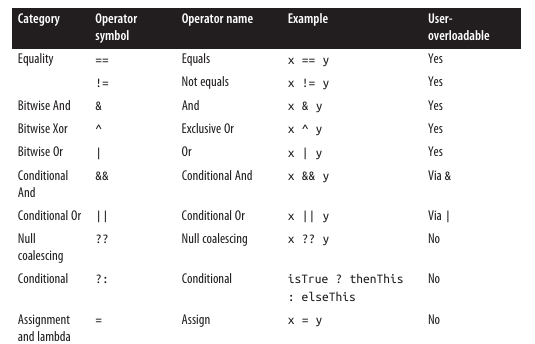 Category Operator symbol Operator name Example User-overloadable
Equality == Equals x == y Yes
!= Not equals x != y Yes
Bitwise And & And x & y Yes
Bitwise Xor ^ Exclusive Or x ^ y Yes
Bitwise Or | Or x | y Yes
Conditional And && Conditional And x && y Via &
Conditional Or || Conditional Or x || y Via |
Null coalescing ?? Null coalescing x ?? y No
Conditional ?: Conditional isTrue ? thenThis : elseThis No
Assignment and lambda = Assign x = y No